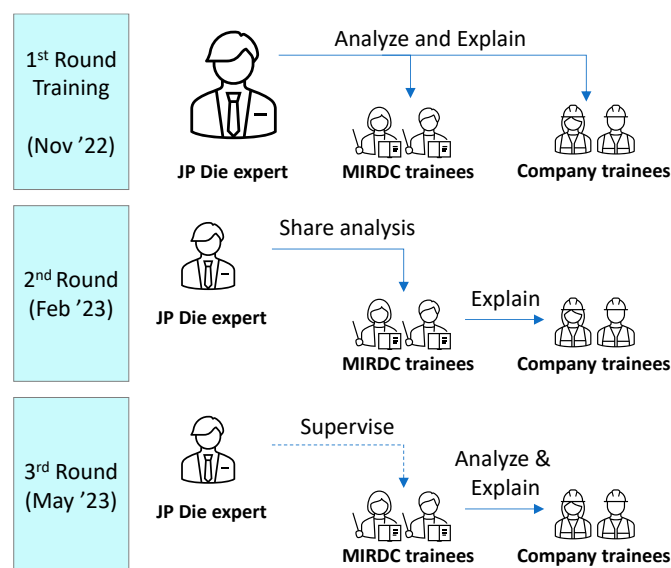 1st Round
Training
(Nov ’22)
Analyze and Explain
JP Die expert
MIRDC trainees
Company trainees
2nd Round
(Feb ’23)
Share analysis
JP Die expert
Explain
MIRDC trainees
Company trainees
3rd Round
(May ’23)
Supervise
JP Die expert
Analyze &
Explain
MIRDC trainees
Company trainees